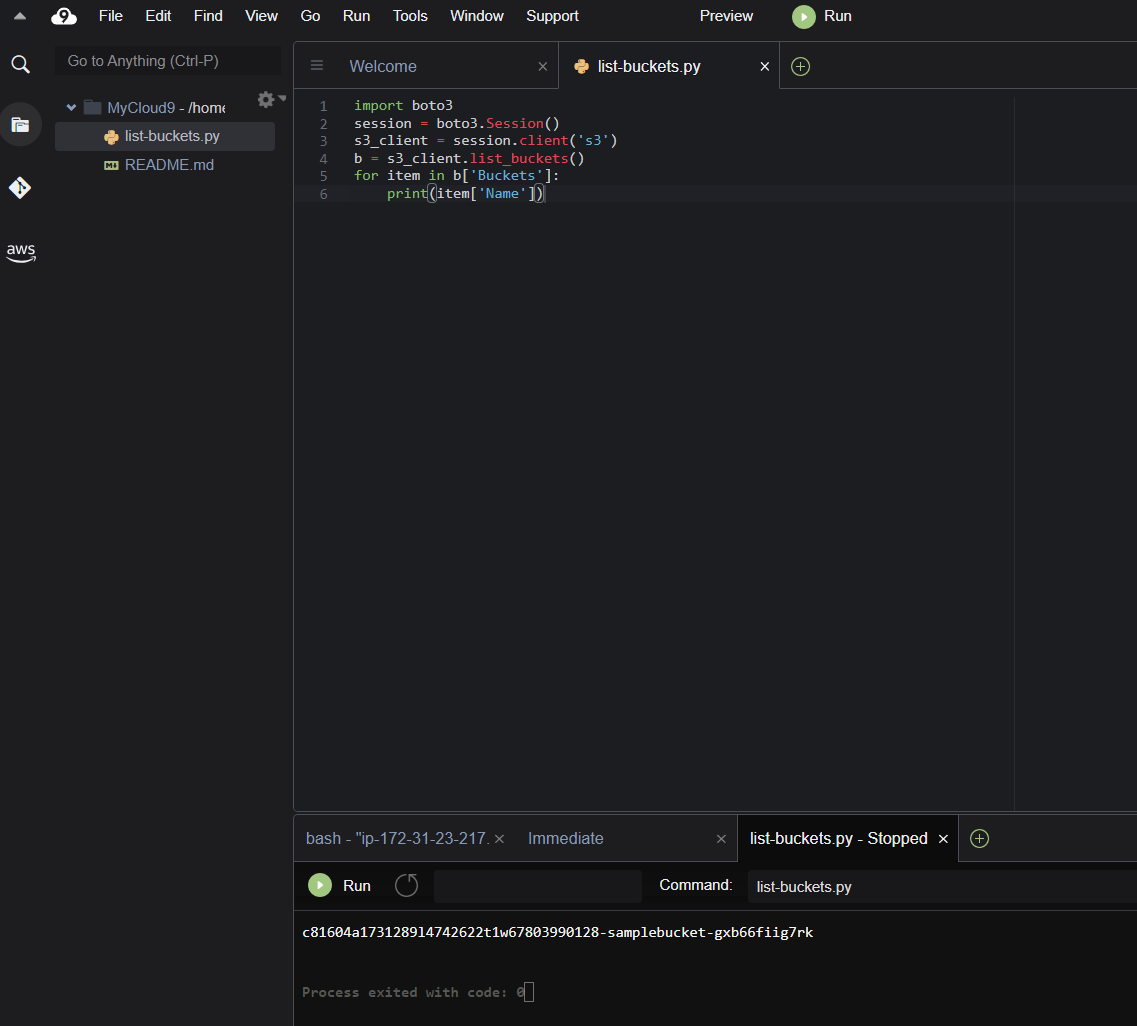 File Edit Find View Go Run Tools Window Support Preview Run
Go to Anything (Ctrl-P)
MyCloud9 - /home
list-buckets.py
README.md
aws
Welcome
list-buckets.py
1 import boto3
2 session = boto3.Session()
3 s3_client = session.client('s3')
4 b = s3_client.list_buckets()
5 for item in b['Buckets']:
6 print(item['Name'])
bash - "ip-172-31-23-217. Immediate list-buckets.py - Stopped
Run Command: list-buckets.py
c81604a1731289l4742622t1w67803990128-samplebucket-gxb66fiig7rk
Process exited with code: 0